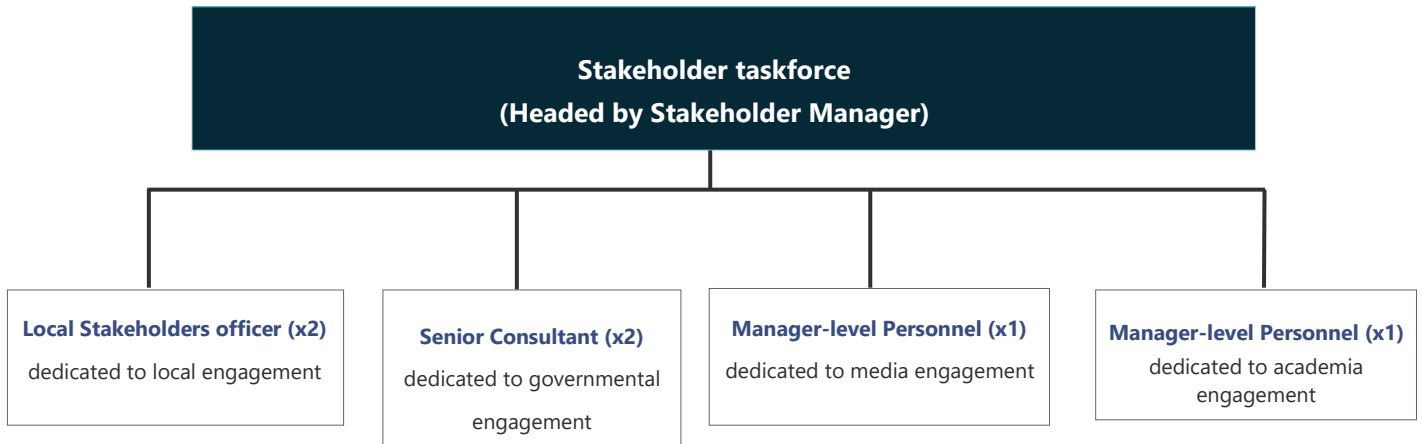 Stakeholder taskforce
(Headed by Stakeholder Manager)
Local Stakeholders officer (x2)
dedicated to local engagement
Senior Consultant (x2)
dedicated to governmental
engagement
Manager-level Personnel (x1)
dedicated to media engagement
Manager-level Personnel (x1)
dedicated to academia
engagement